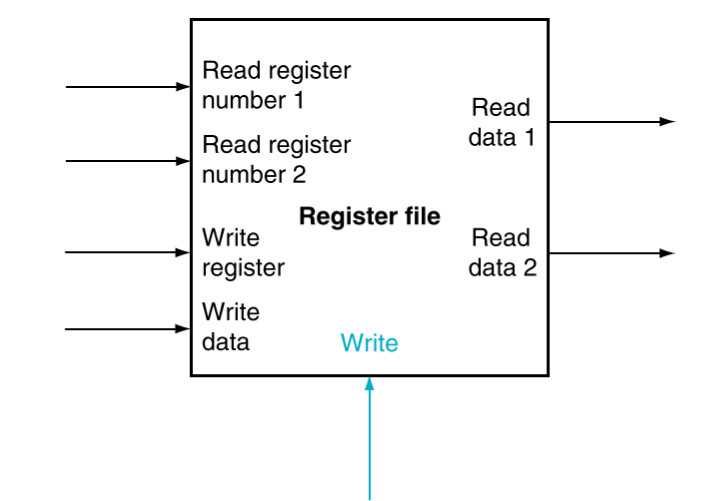 Read register
number 1
Read
data 1
Read register
number 2
Register file
Write
register
Read
data 2
Write
data
Write